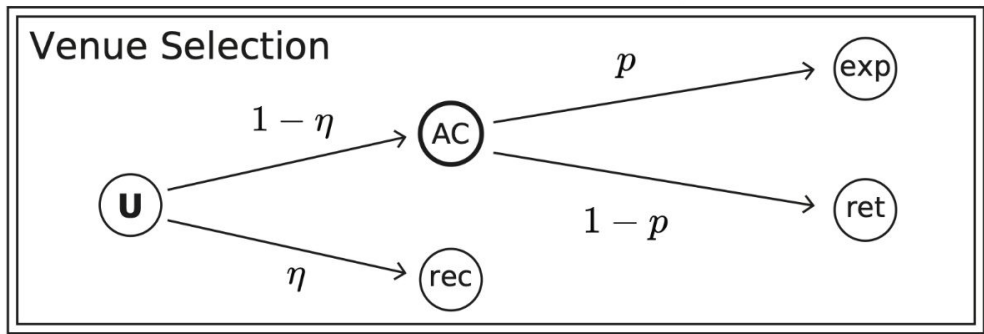 Venue Selection
p
exp
1 − η
AC
U
ret
1 − p
η
rec